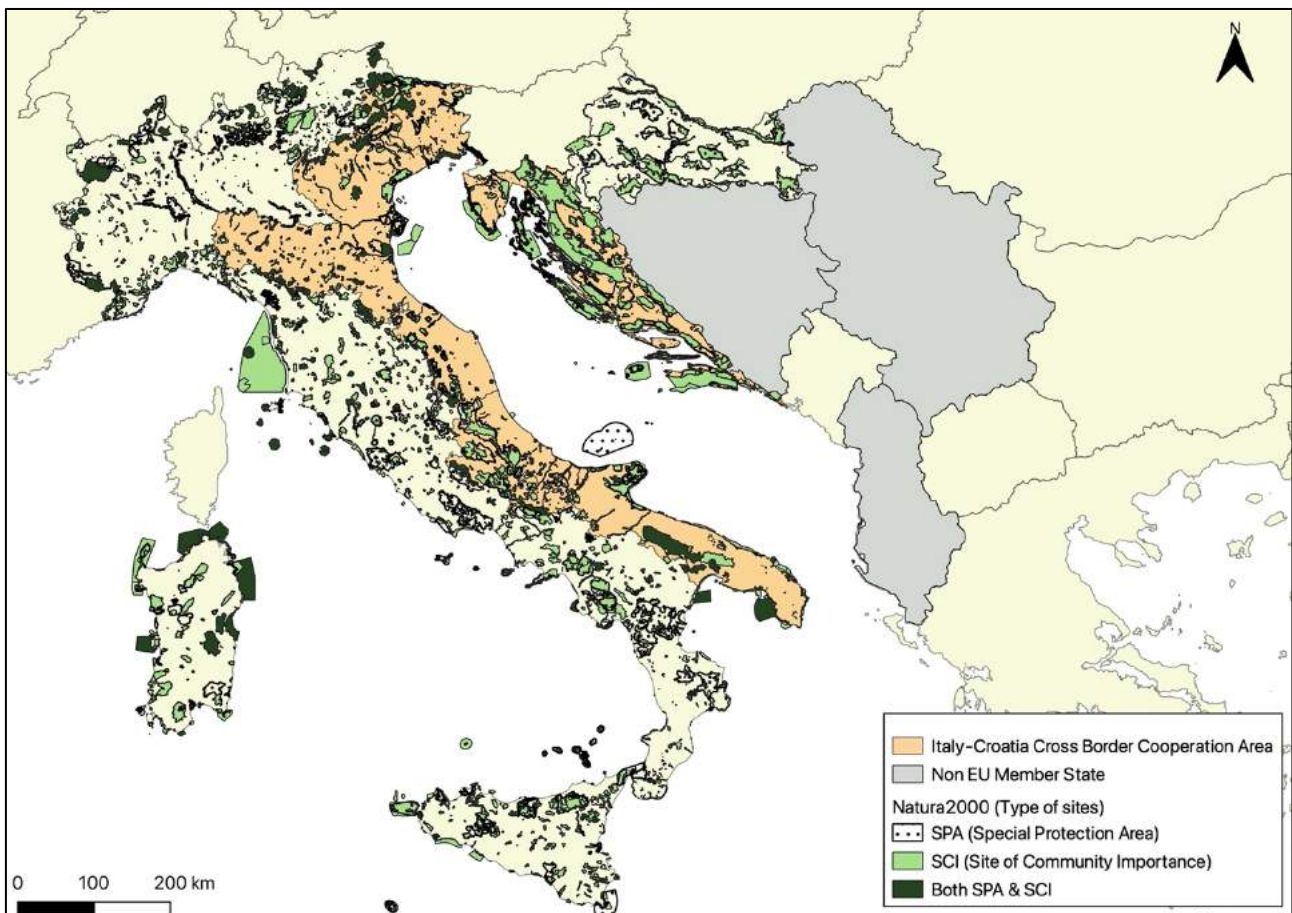 N
Italy-Croatia Cross Border Cooperation Area
Non EU Member State
Natura2000 (Type of sites)
SPA (Special Protection Area)
SCI (Site of Community Importance)
Both SPA & SCI
0 100 200 km